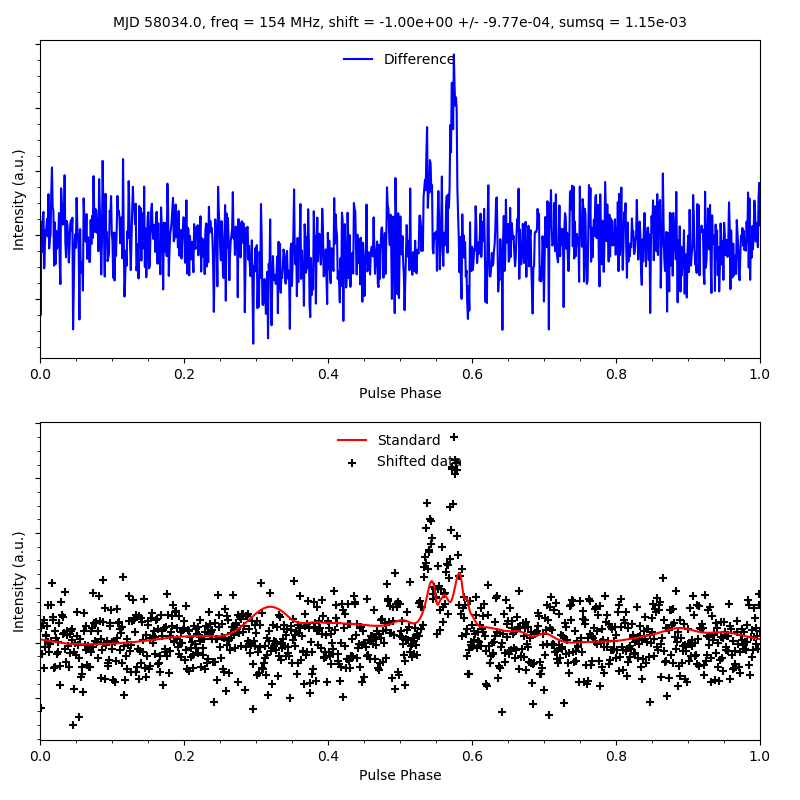 MJD 58034.0, freq = 154 MHz, shift = -1.00e+00 +/- -9.77e-04, sumsq = 1.15e-03
Difference
Intensity (a.u.)
0.0 0.2 0.4 0.6 0.8 1.0
Pulse Phase
Standard
Shifted data
Intensity (a.u.)
0.0 0.2 0.4 0.6 0.8 1.0
Pulse Phase